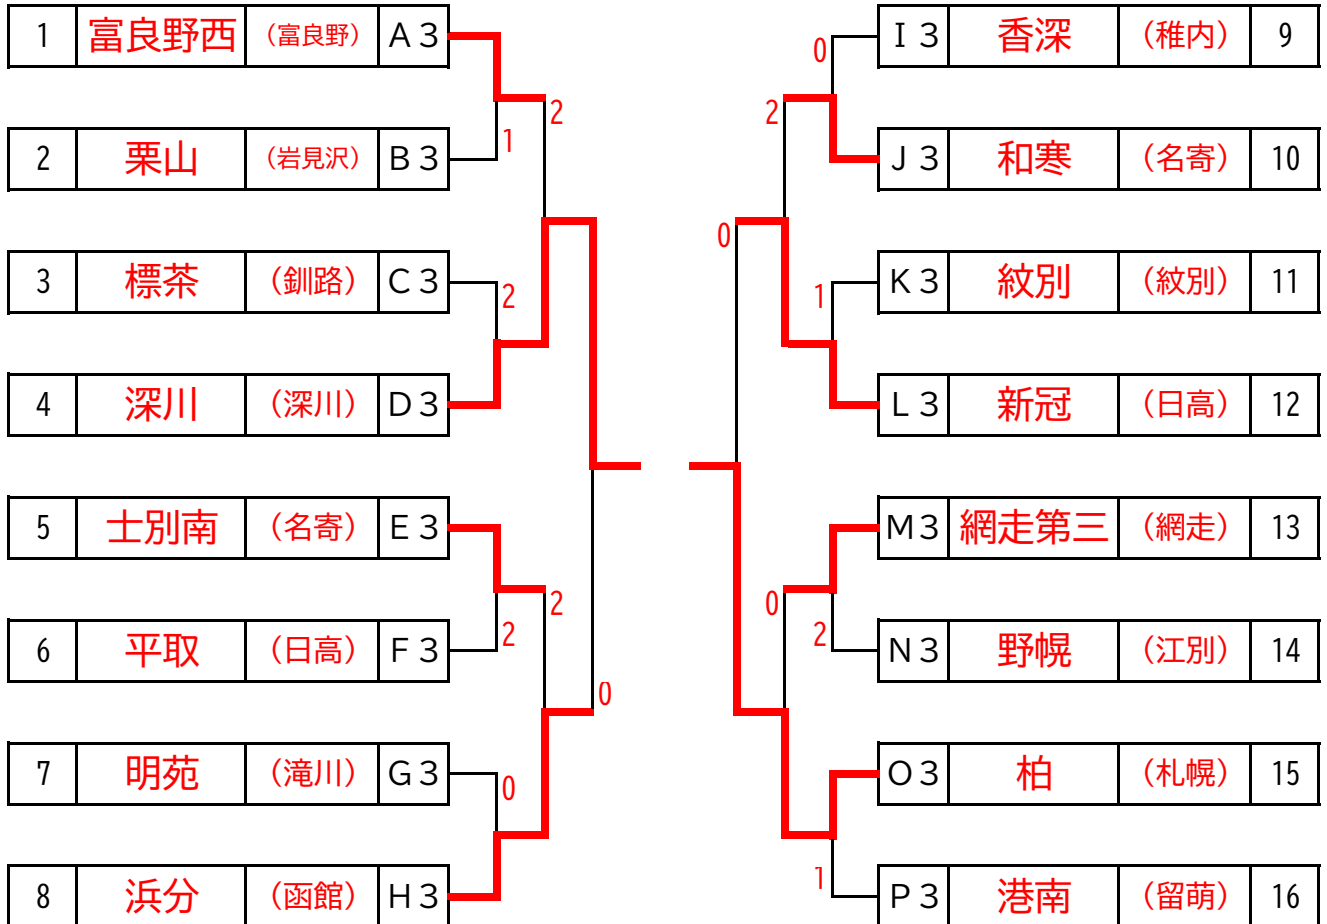 1 富良野西 (富良野) A3
2 栗山 (岩見沢) B3
3 標茶 (釧路) C3
4 深川 (深川) D3
5 士別南 (名寄) E3
6 平取 (日高) F3
7 明苑 (滝川) G3
8 浜分 (函館) H3
2
1
2
2
2
0
0
I3 香深 (稚内) 9
J3 和寒 (名寄) 10
K3 紋別 (紋別) 11
L3 新冠 (日高) 12
M3 網走第三 (網走) 13
N3 野幌 (江別) 14
O3 柏 (札幌) 15
P3 港南 (留萌) 16
0
2
0
1
0
2
1